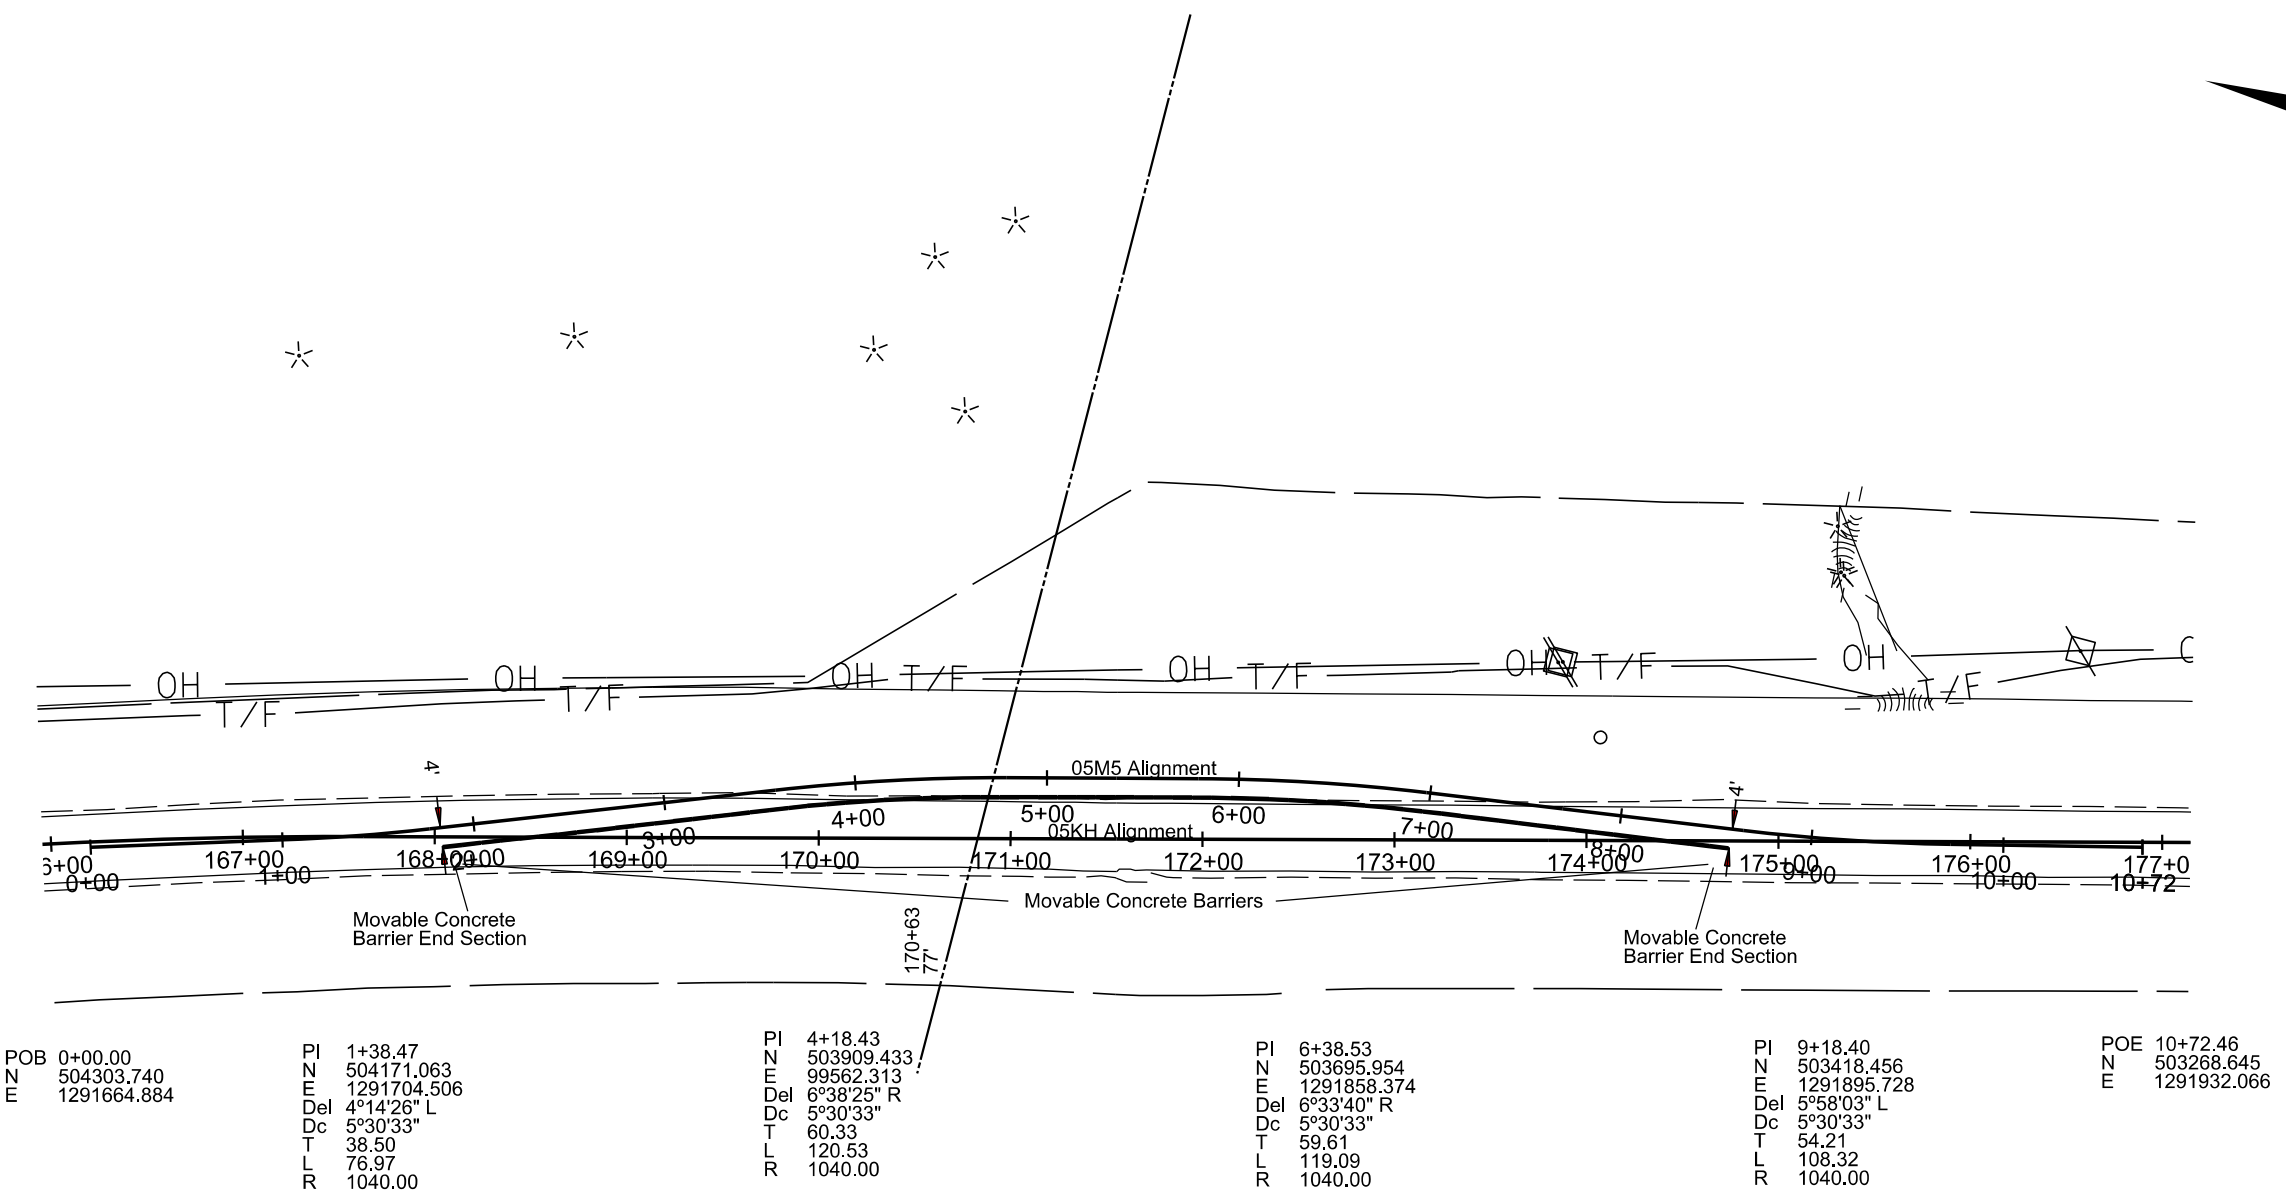 OH
OH
OH
T/F
OH
T/F
OH
T/F
OH
T/F
T/F
T/F
4'
05M5 Alignment
4'
4+00
5+00
6+00
7+00
3+00
05KH Alignment
8+00
167+00
168+00
2+00
169+00
170+00
171+00
172+00
173+00
174+00
175+00
176+00
177+0
0+00
1+00
9+00
10+00
10+72
Movable Concrete Barriers
Movable Concrete
Barrier End Section
170+63
77'
Movable Concrete
Barrier End Section
POB 0+00.00
N 504303.740
E 1291664.884
PI 1+38.47
N 504171.063
E 1291704.506
Del 4°14'26" L
Dc 5°30'33"
T 38.50
L 76.97
R 1040.00
PI 4+18.43
N 503909.433
E 99562.313
Del 6°38'25" R
Dc 5°30'33"
T 60.33
L 120.53
R 1040.00
PI 6+38.53
N 503695.954
E 1291858.374
Del 6°33'40" R
Dc 5°30'33"
T 59.61
L 119.09
R 1040.00
PI 9+18.40
N 503418.456
E 1291895.728
Del 5°58'03" L
Dc 5°30'33"
T 54.21
L 108.32
R 1040.00
POE 10+72.46
N 503268.645
E 1291932.066